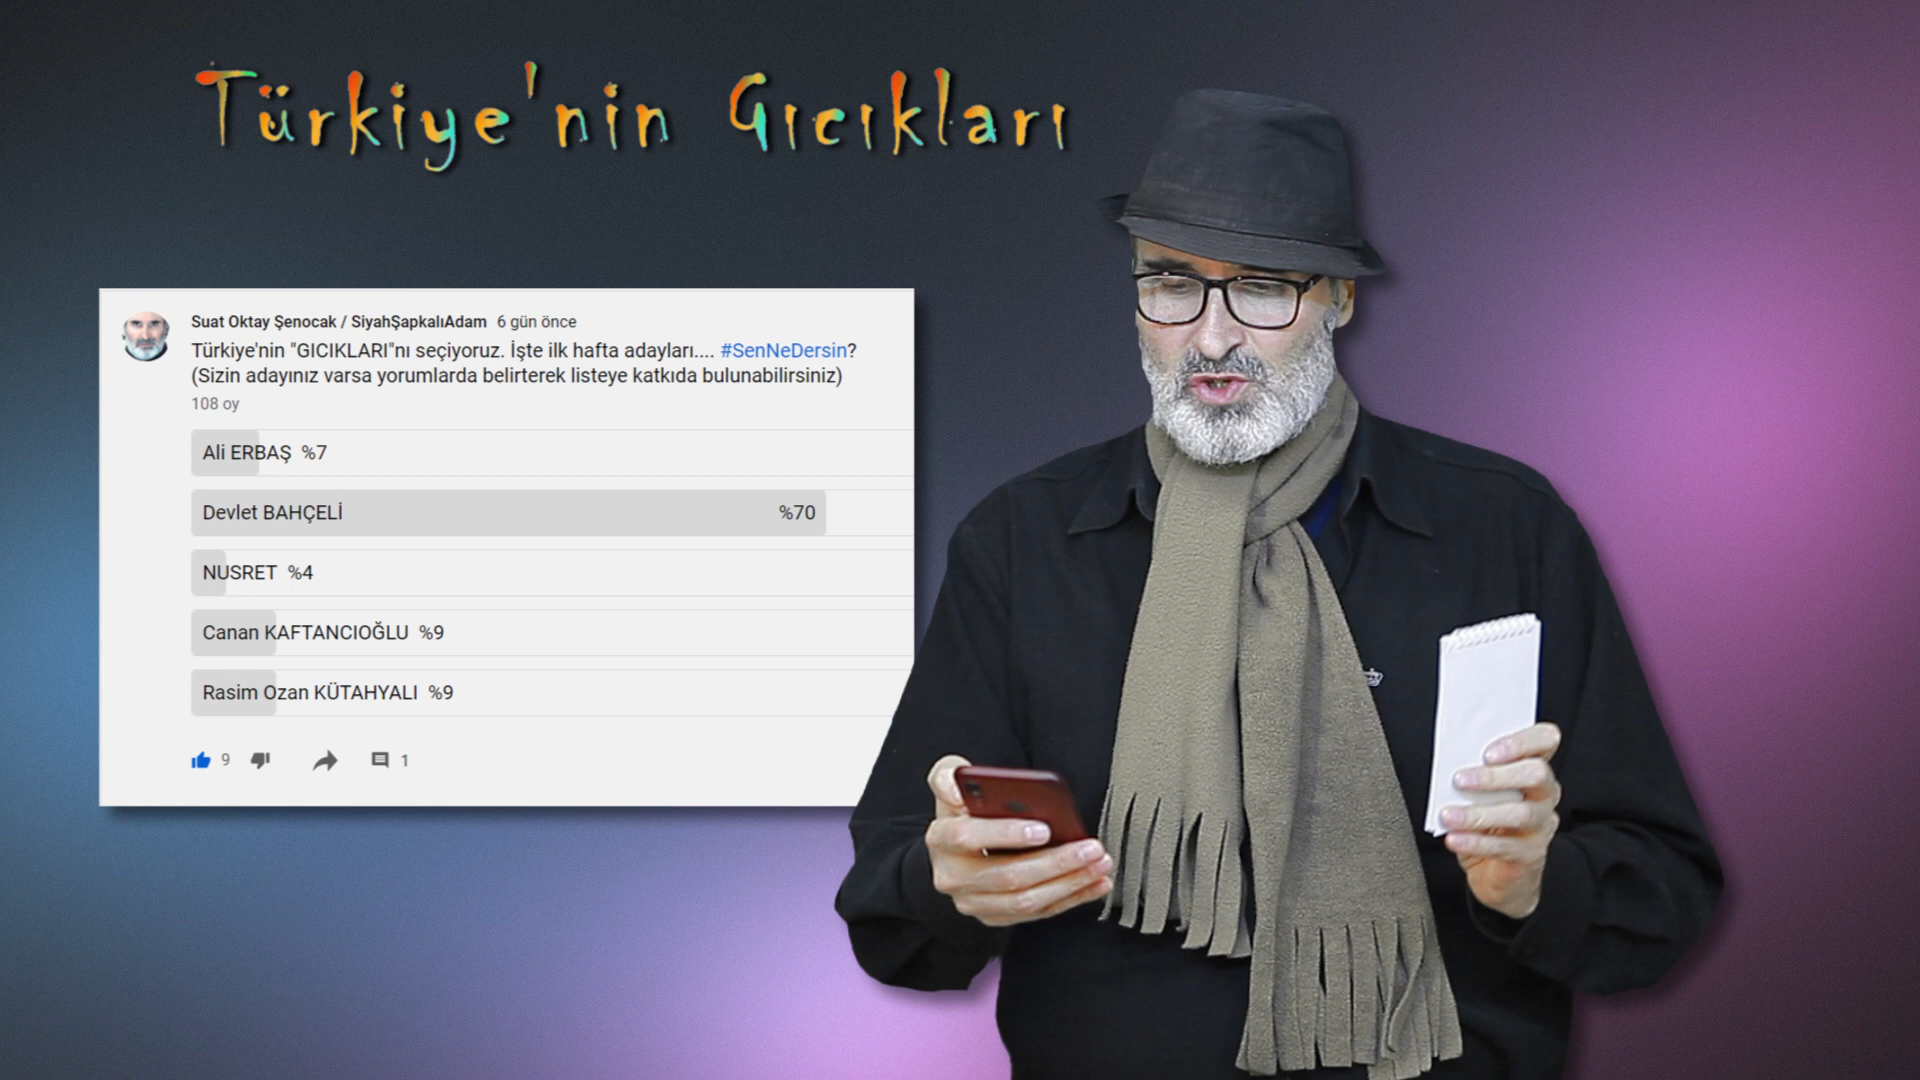 Türkiye'nin Gıcıkları
Suat Oktay Şenocak / SiyahŞapkalıAdam 6 gün önce
Türkiye'nin "GICIKLARI"nı seçiyoruz. İşte ilk hafta adayları.... #SenNeDersin?
(Sizin adayınız varsa yorumlarda belirterek listeye katkıda bulunabilirsiniz)
108 oy
Ali ERBAŞ %7
Devlet BAHÇELİ %70
NUSRET %4
Canan KAFTANCIOĞLU %9
Rasim Ozan KÜTAHYALI %9
9 1